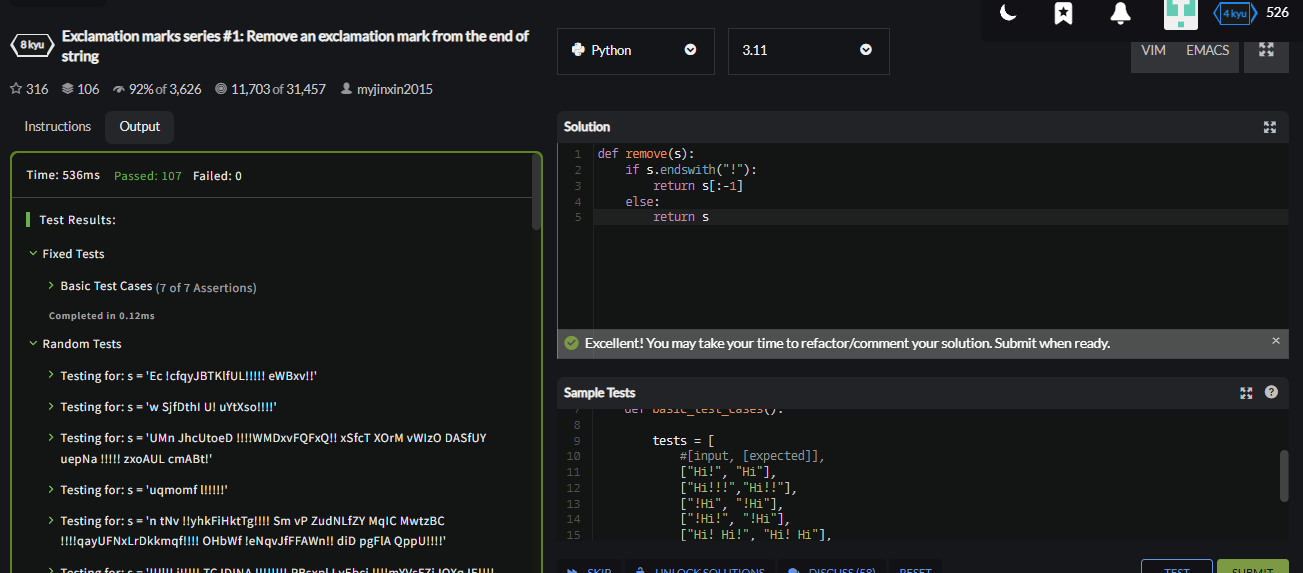 4 kyu 526
8 kyu
Exclamation marks series #1: Remove an exclamation mark from the end of
string
316 106 92% of 3,626 11,703 of 31,457 myjinxin2015
Python
3.11
VIM EMACS
Instructions Output
Time: 536ms Passed: 107 Failed: 0
Test Results:
Fixed Tests
Basic Test Cases (7 of 7 Assertions)
Completed in 0.12ms
Random Tests
Testing for: s = 'Ec !cfqyJBTKlfUL!!!!! eWBxv!!'
Testing for: s = 'w SjfDthI U! uYtXso!!!!'
Testing for: s = 'UMn JhcUtoeD !!!!WMDxvFQFxQ!! xSfcT XOrM vWIzO DASfUY
uepNa !!!!! zxoAUL cmABt!'
Testing for: s = 'uqmomf l!!!!!'
Testing for: s = 'n tNv !!yhkFiHktTg!!!! Sm vP ZudNLfZY MqIC MwtzBC
!!!!qayUFNxLrDkkmqf!!!! OHbWf !eNqvJfFFAWn!! diD pgFlA QppU!!!!'
Testing for: s =
Solution
1 def remove(s):
2 if s.endswith("!"):
3 return s[:-1]
4 else:
5 return s
Excellent! You may take your time to refactor/comment your solution. Submit when ready.
Sample Tests
7 def basic_test_cases():
8
9 tests = [
10 #[input, [expected]],
11 ["Hi!", "Hi"],
12 ["Hi!!!","Hi!!"],
13 ["!Hi", "!Hi"],
14 ["!Hi!", "!Hi"],
15 ["Hi! Hi!", "Hi! Hi"],
SKIP UNLOCK SOLUTIONS DISCUSS (58) RESET TEST SUBMIT